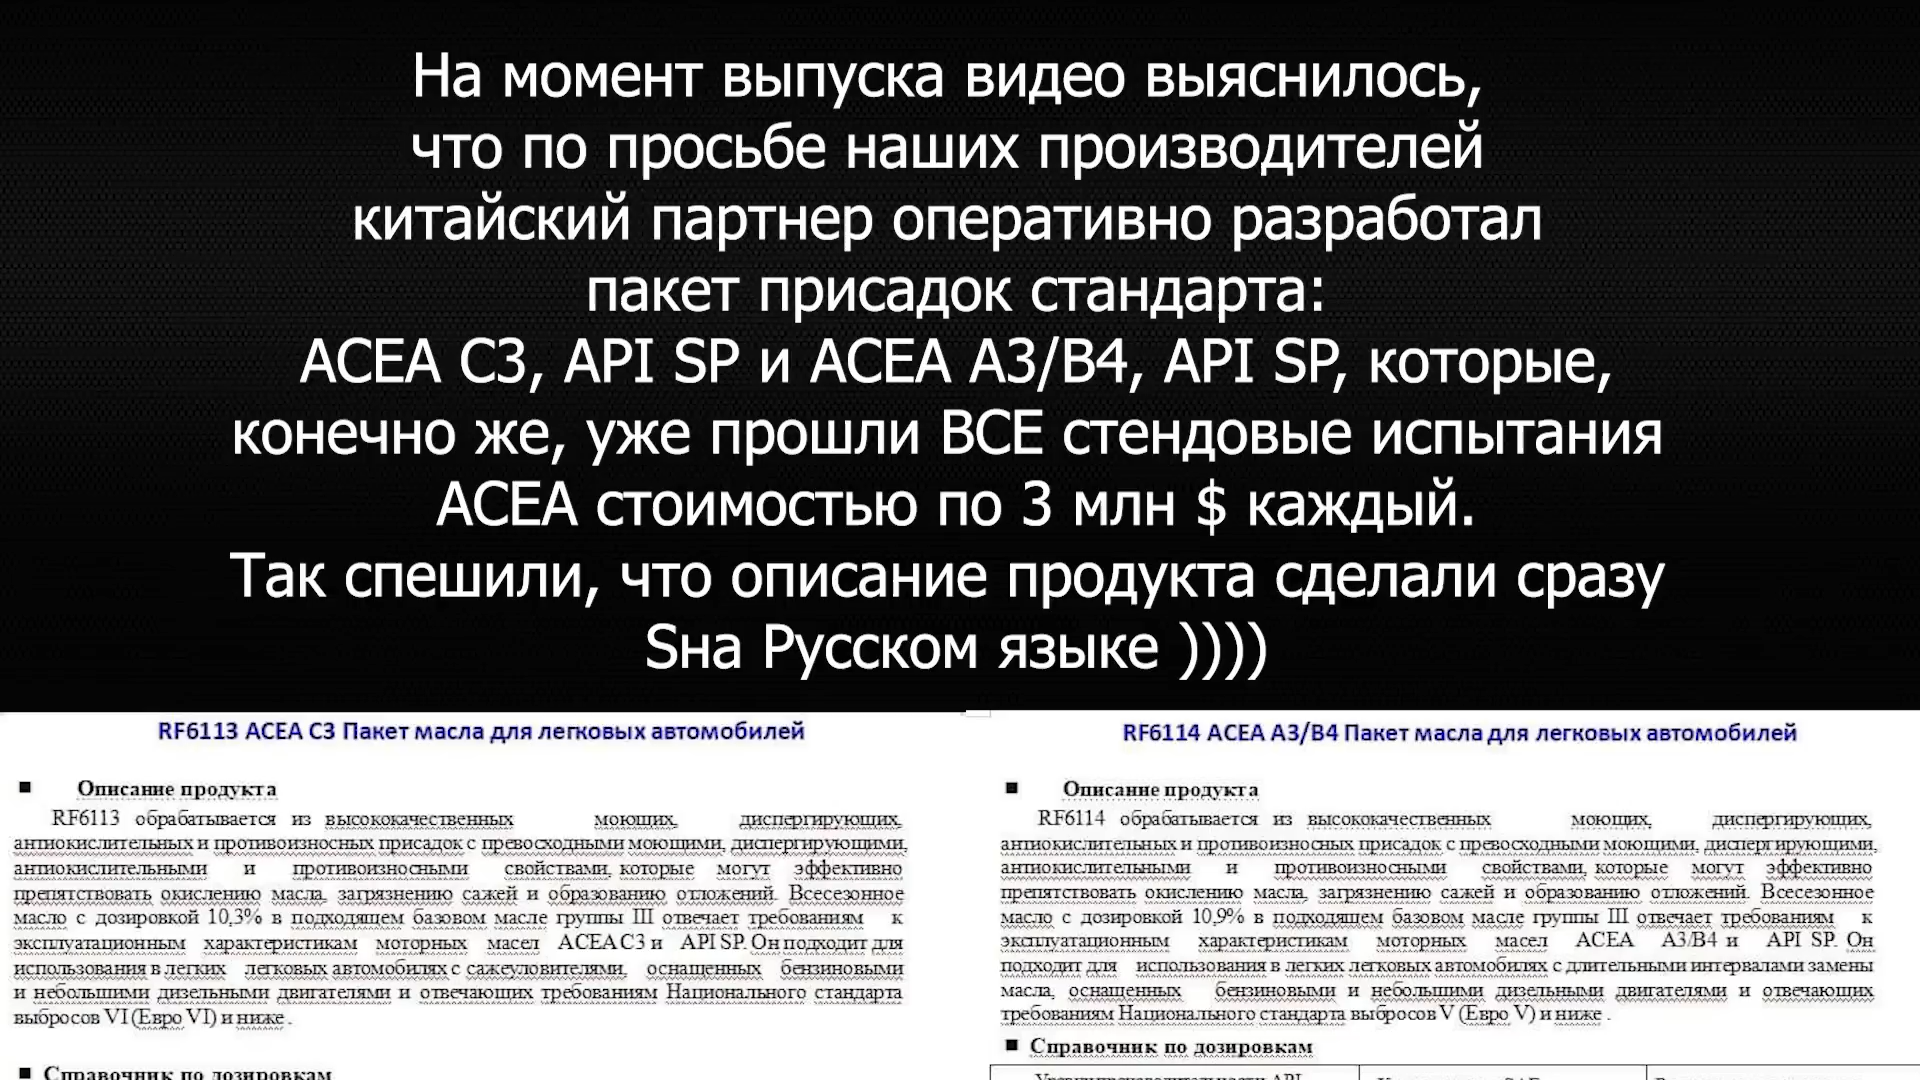 На момент выпуска видео выяснилось,
что по просьбе наших производителей
китайский партнер оперативно разработал
пакет присадок стандарта:
ACEA C3, API SP и ACEA A3/B4, API SP, которые,
конечно же, уже прошли ВСЕ стендовые испытания
ACEA стоимостью по 3 млн $ каждый.
Так спешили, что описание продукта сделали сразу
Sна Русском языке ))))
RF6113 ACEA C3 Пакет масла для легковых автомобилей
■ Описание продукта
RF6113 обрабатывается из высококачественных моющих, диспергирующих,
антиокислительных и противоизносных присадок с превосходными моющими, диспергирующими,
антиокислительными и противоизносными свойствами, которые могут эффективно
препятствовать окислению масла, загрязнению сажей и образованию отложений. Всесезонное
масло с дозировкой 10,3% в подходящем базовом масле группы III отвечает требованиям к
эксплуатационным характеристикам моторных масел ACEA C3 и API SP. Он подходит для
использования в легких легковых автомобилях с сажеуловителями, оснащенных бензиновыми
и небольшими дизельными двигателями и отвечающих требованиям Национального стандарта
выбросов VI (Евро VI) и ниже .
■ Справочник по дозировкам
RF6114 ACEA A3/B4 Пакет масла для легковых автомобилей
■ Описание продукта
RF6114 обрабатывается из высококачественных моющих, диспергирующих,
антиокислительных и противоизносных присадок с превосходными моющими, диспергирующими,
антиокислительными и противоизносными свойствами, которые могут эффективно
препятствовать окислению масла, загрязнению сажей и образованию отложений. Всесезонное
масло с дозировкой 10,9% в подходящем базовом масле группы III отвечает требованиям к
эксплуатационным характеристикам моторных масел ACEA A3/B4 и API SP. Он
подходит для использования в легких легковых автомобилях с длительными интервалами замены
масла, оснащенных бензиновыми и небольшими дизельными двигателями и отвечающих
требованиям Национального стандарта выбросов V (Евро V) и ниже .
■ Справочник по дозировкам